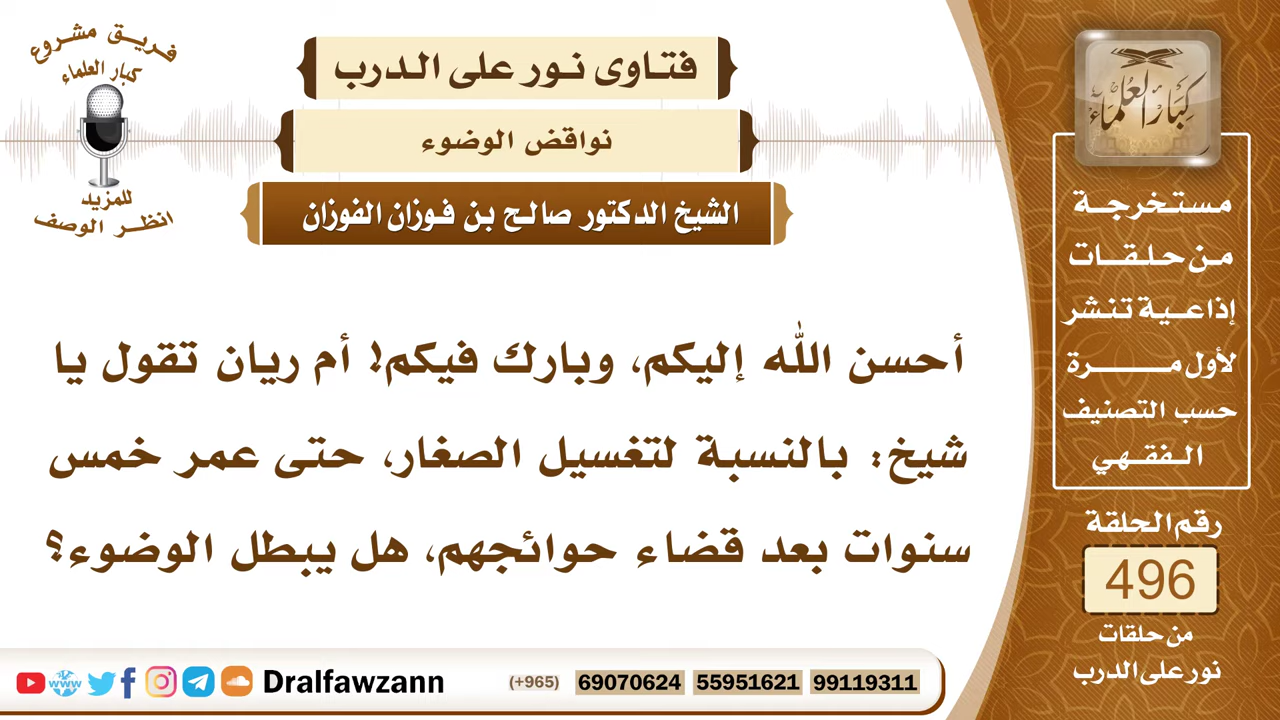 فريق مشروع
كبار العلماء
للمزيد
انظر الوصف
فتاوى نور على الدرب
نواقض الوضوء
الشيخ الدكتور صالح بن فوزان الفوزان
أحسن الله إليكم، وبارك فيكم! أم ريان تقول يا
شيخ: بالنسبة لتغسيل الصغار، حتى عمر خمس
سنوات بعد قضاء حوائجهم، هل يبطل الوضوء؟
كبار العلماء
مستخرجة
من حلقات
إذاعية تنشر
لأول مرة
حسب التصنيف
الفقهي
رقم الحلقة
496
من حلقات
نور على الدرب
www
Dralfawzann
(+965) 69070624 55951621 99119311